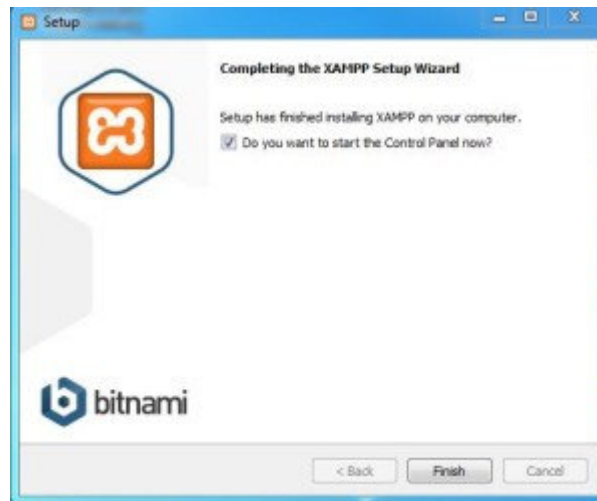 Setup
Completing the XAMPP Setup Wizard
Setup has finished installing XAMPP on your computer.
Do you want to start the Control Panel now?
bitnami
< Back
Finish
Cancel